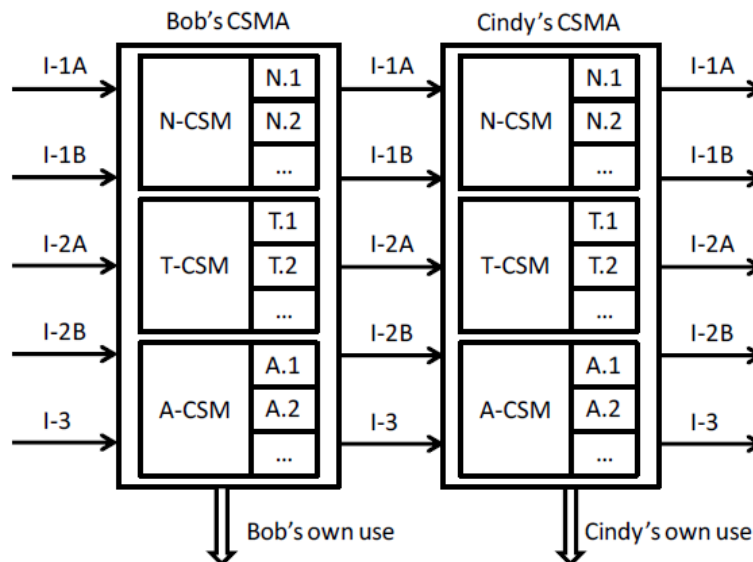 Bob's CSMA Cindy's CSMA
I-1A I-1A I-1A
N.1 N.1
N-CSM N.2 N-CSM N.2
I-1B ... I-1B ... I-1B
T.1 T.1
I-2A I-2A I-2A
T-CSM T.2 T-CSM T.2
... ...
I-2B I-2B I-2B
A.1 A.1
A-CSM A.2 A-CSM A.2
I-3 I-3 I-3
... ...
Bob's own use Cindy's own use